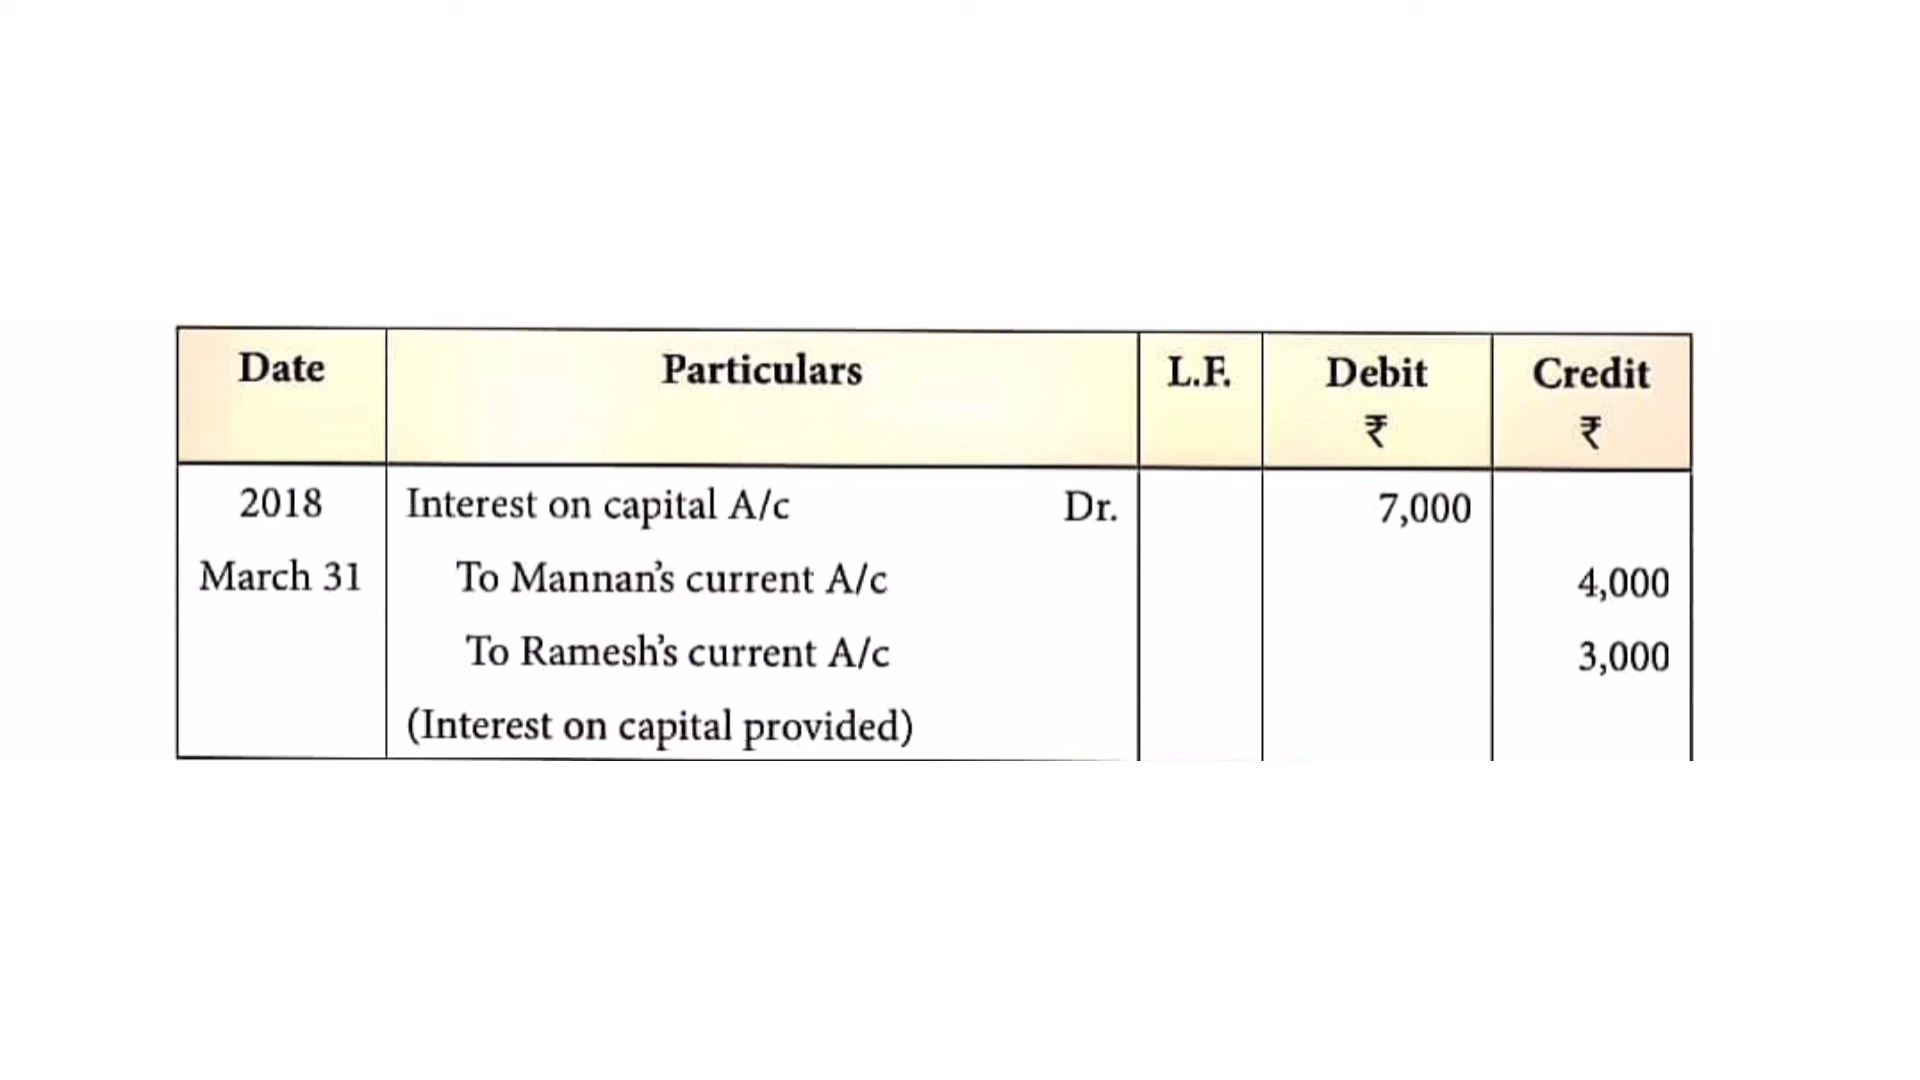 Date Particulars L.F. Debit Credit
₹ ₹
2018 Interest on capital A/c Dr. 7,000
March 31 To Mannan's current A/c 4,000
To Ramesh's current A/c 3,000
(Interest on capital provided)